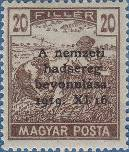 FILLÉR
20 20
A nemzeti
hadsereg
bevonulása.
1919. XI/16.
MAGYAR POSTA